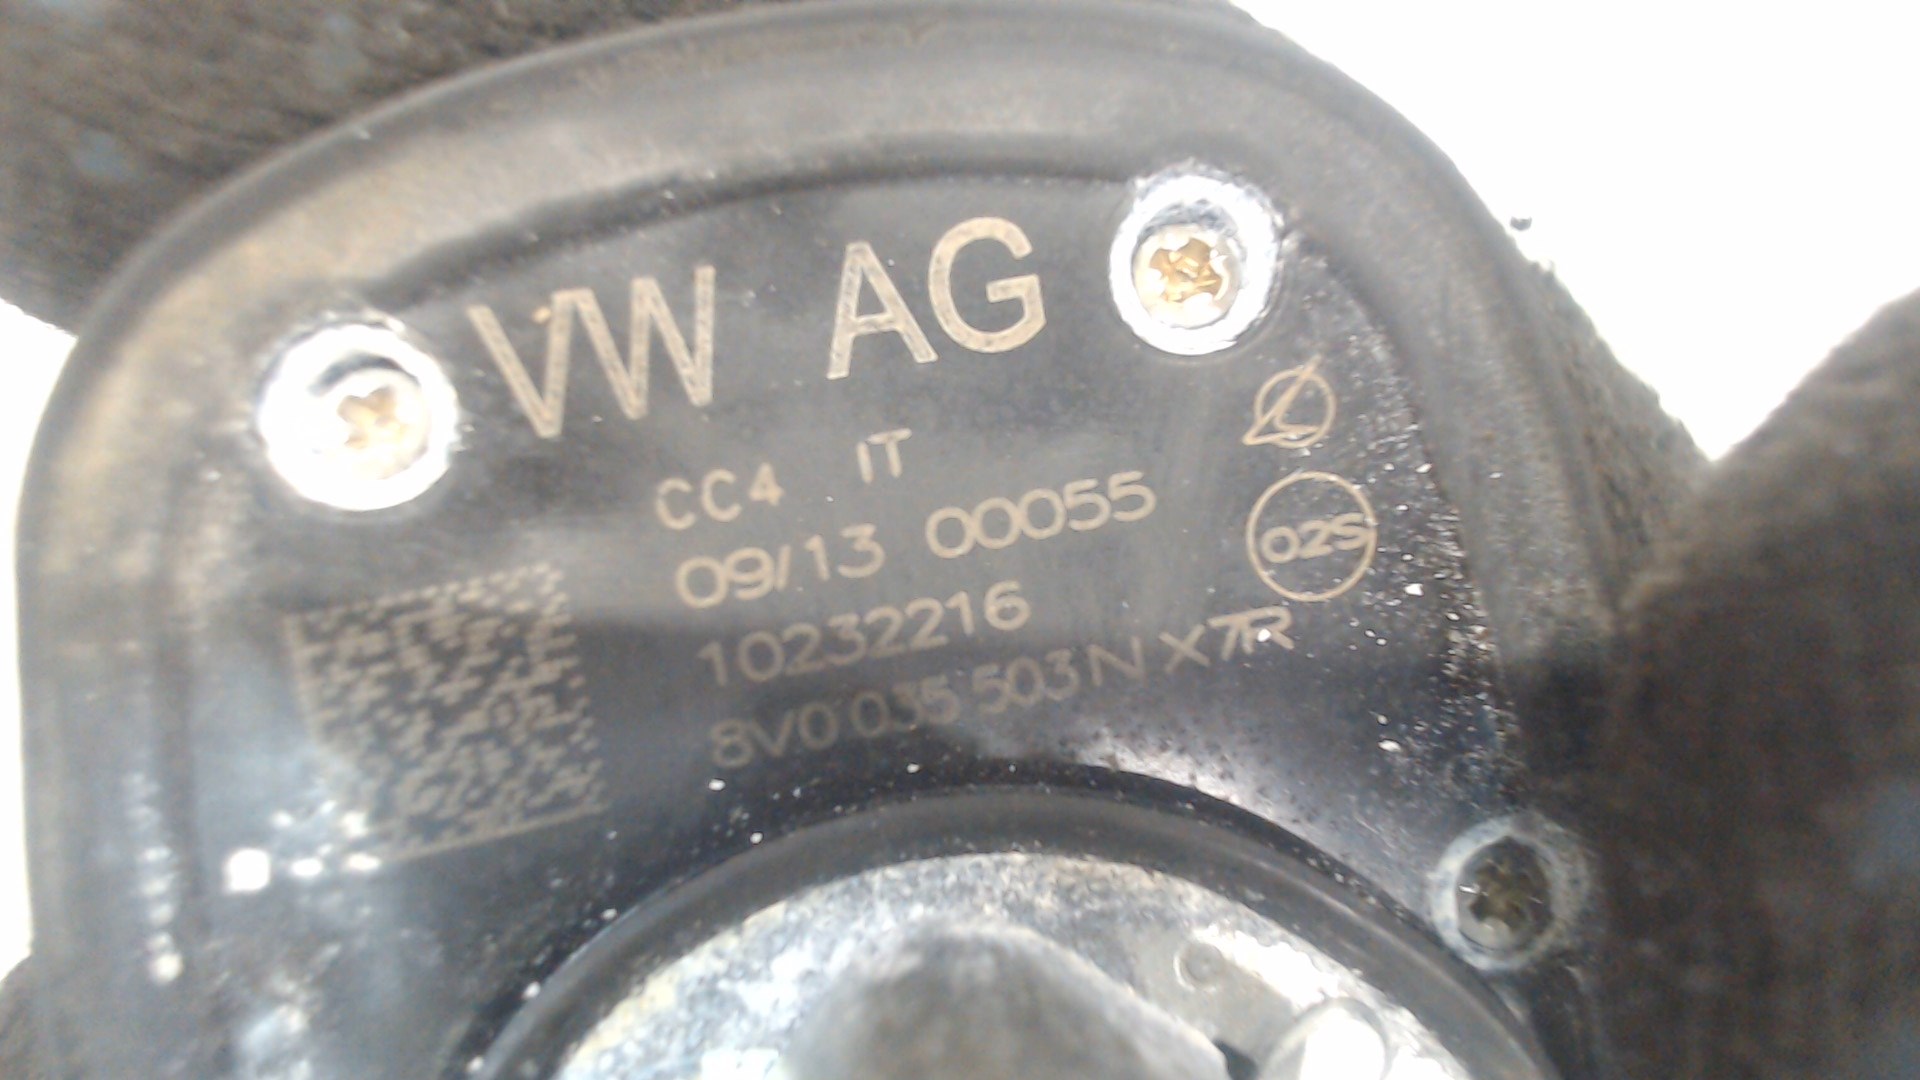 VW AG
CC4 IT
09/13 00055
02S
10232216
8V0 035 503 N X7R